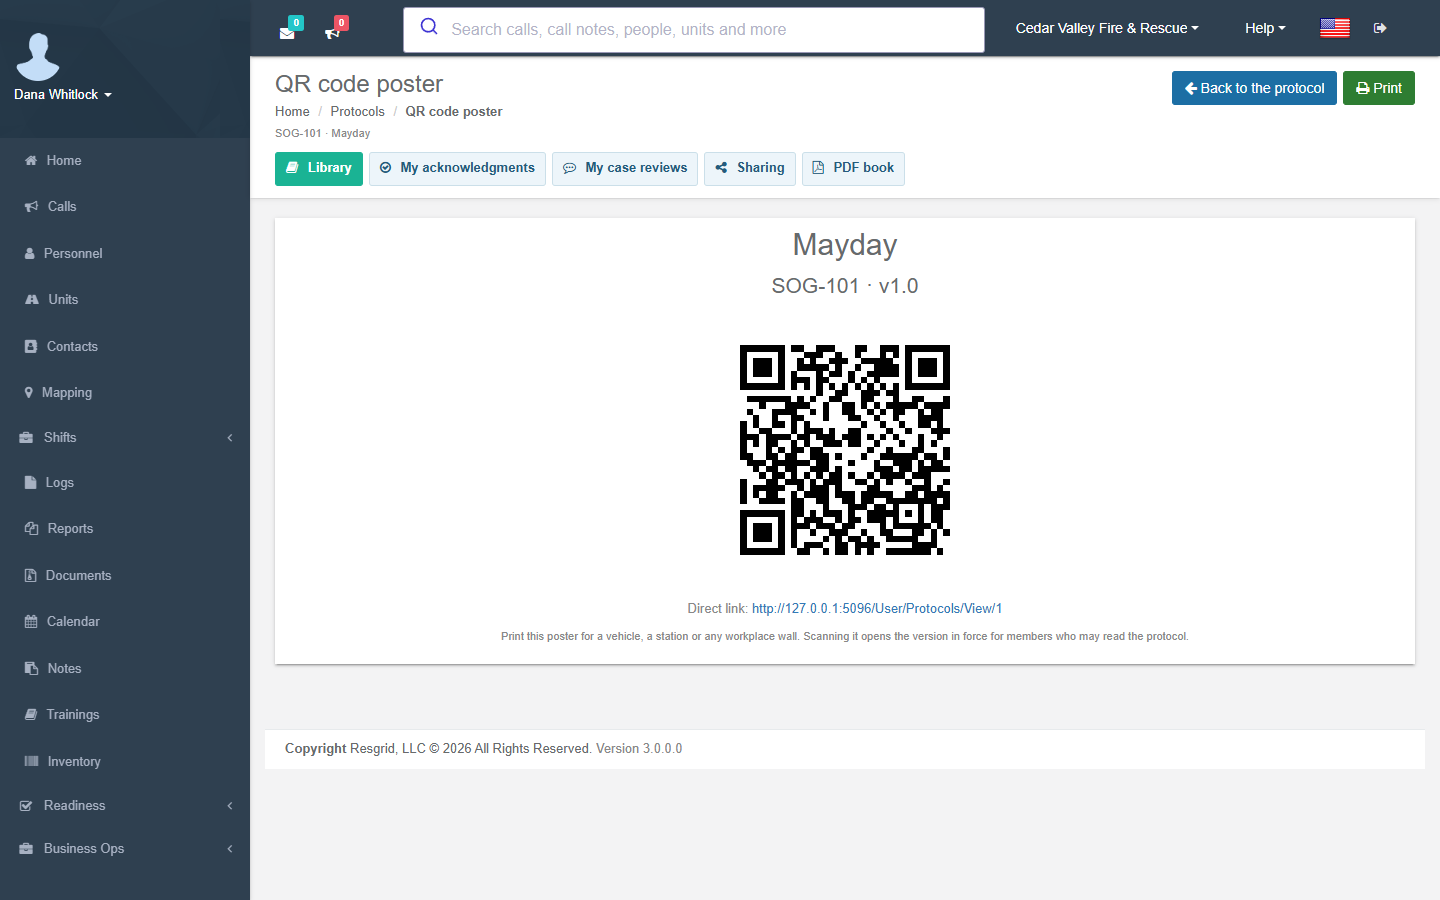 0
0
Search calls, call notes, people, units and more
Cedar Valley Fire & Rescue
Help
Dana Whitlock
Home
Calls
Personnel
Units
Contacts
Mapping
Shifts
Logs
Reports
Documents
Calendar
Notes
Trainings
Inventory
Readiness
Business Ops
QR code poster
Home / Protocols / QR code poster
SOG-101 · Mayday
Back to the protocol
Print
Library
My acknowledgments
My case reviews
Sharing
PDF book
Mayday
SOG-101 · v1.0
Direct link: http://127.0.0.1:5096/User/Protocols/View/1
Print this poster for a vehicle, a station or any workplace wall. Scanning it opens the version in force for members who may read the protocol.
Copyright Resgrid, LLC © 2026 All Rights Reserved. Version 3.0.0.0